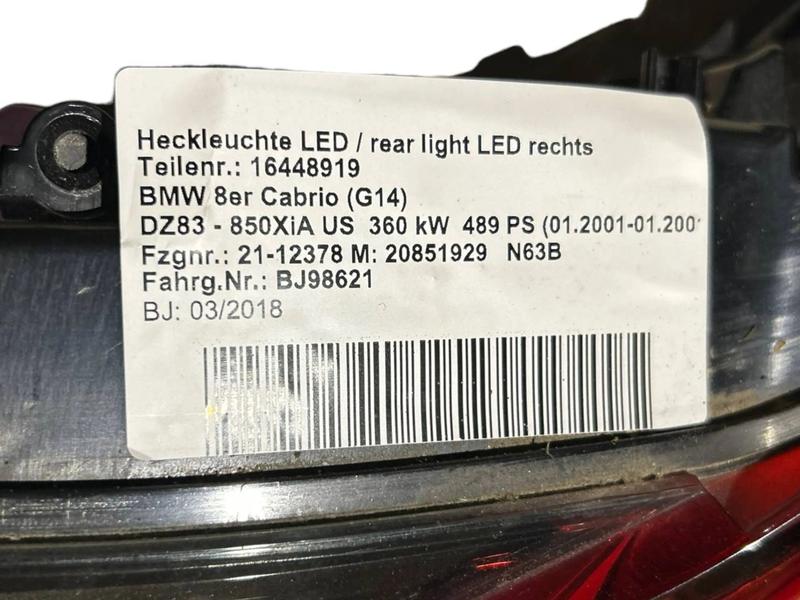 Heckleuchte LED / rear light LED rechts
Teilenr.: 16448919
BMW 8er Cabrio (G14)
DZ83 - 850XiA US 360 kW 489 PS (01.2001-01.200
Fzgnr.: 21-12378 M: 20851929 N63B
Fahrg.Nr.: BJ98621
BJ: 03/2018